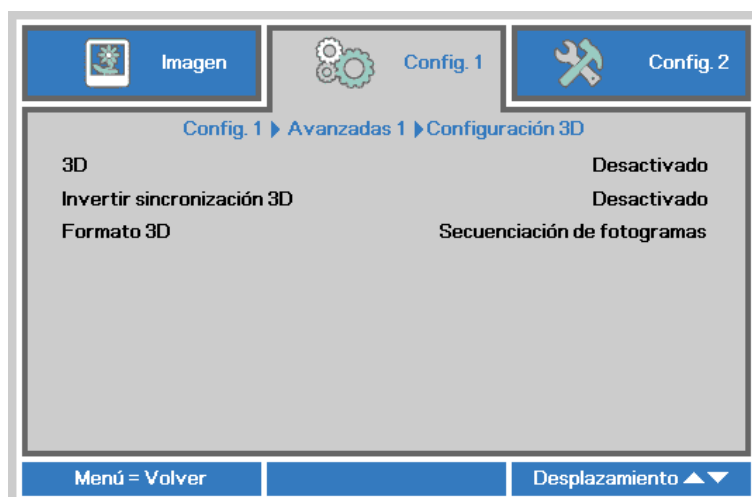 Imagen Config. 1 Config. 2
Config. 1 Avanzadas 1 Configuración 3D
3D Desactivado
Invertir sincronización 3D Desactivado
Formato 3D Secuenciación de fotogramas
Menú = Volver Desplazamiento ▲▼